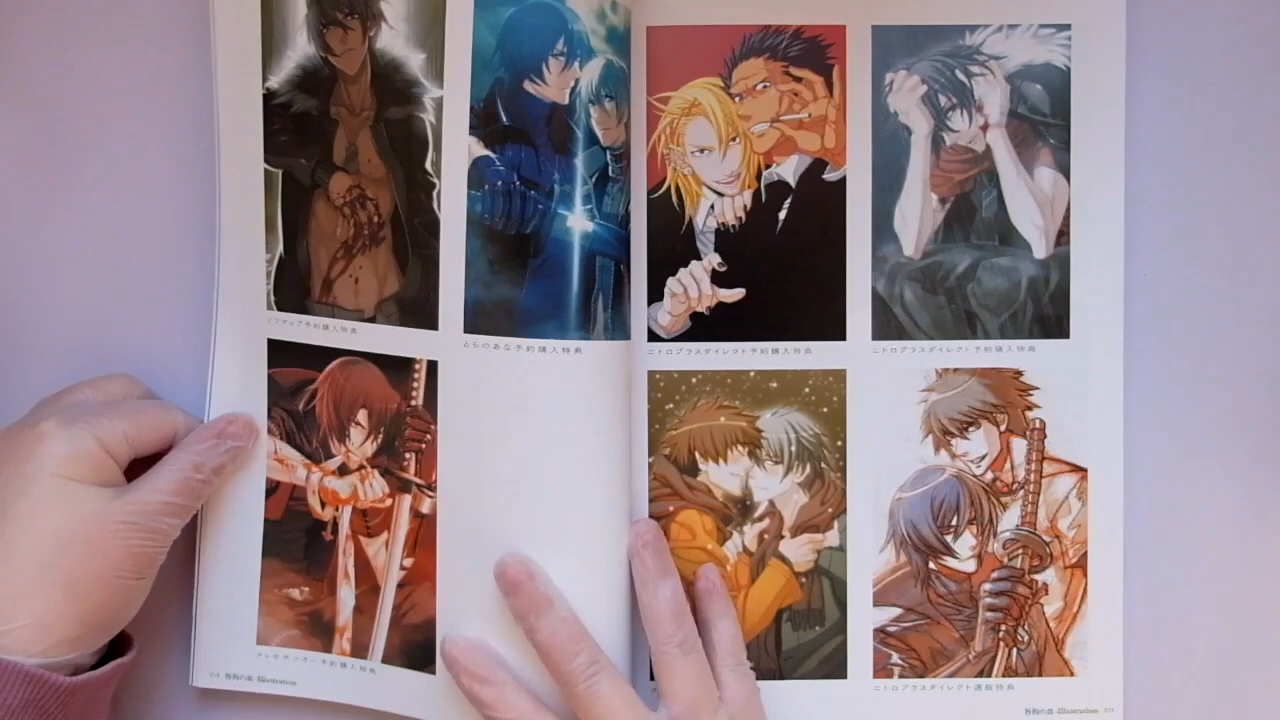 ソフマップ予約購入特典
とらのあな予約購入特典
メッセサンオー予約購入特典
咎狗の血 -Illustration
ニトロプラスダイレクト予約購入特典
ニトロプラスダイレクト予約購入特典
ニトロプラスダイレクト通販特典
咎狗の血 -Illustration